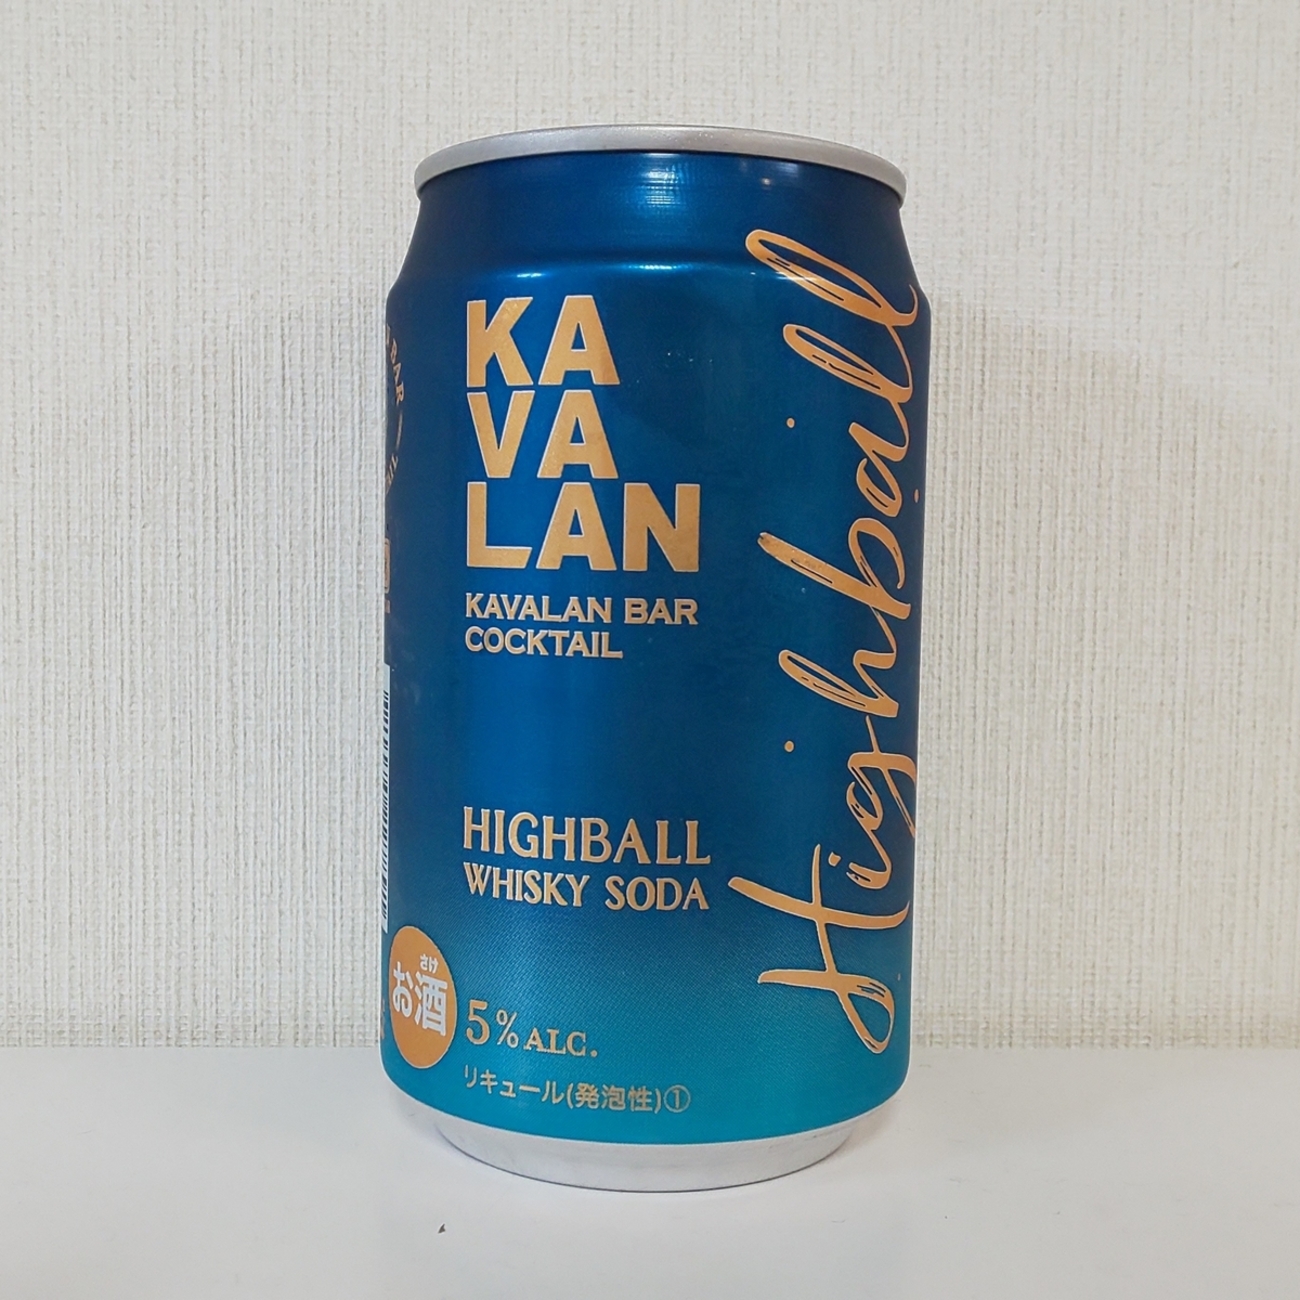 KA
VA
LAN
KAVALAN BAR
COCKTAIL
HIGHBALL
WHISKY SODA
Highball
さけ
お酒
5%ALC.
リキュール(発泡性)①
BAR